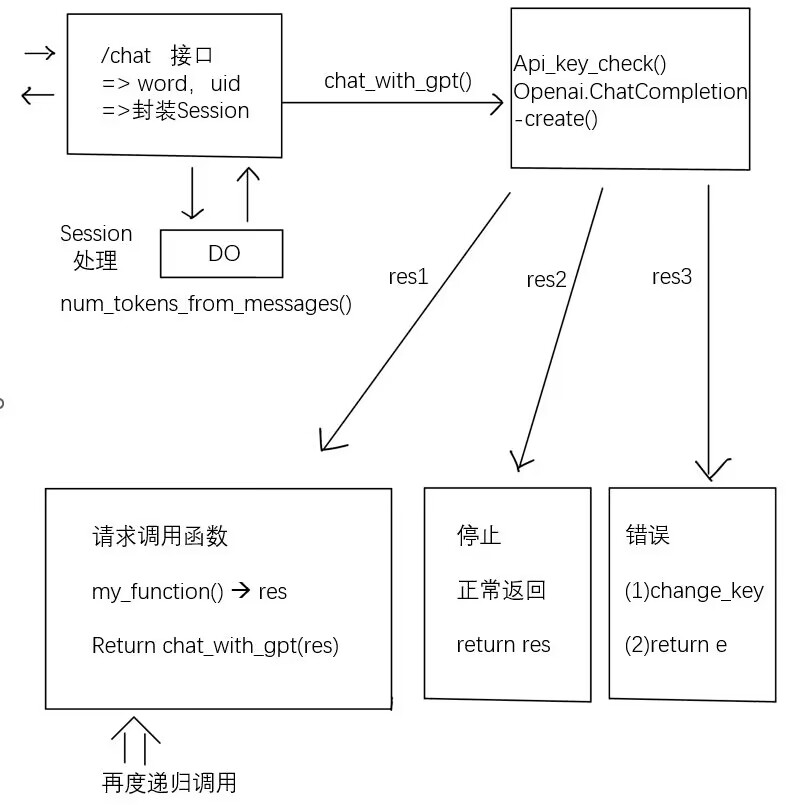 /chat 接口
=> word，uid
=>封装Session
chat_with_gpt()
Api_key_check()
Openai.ChatCompletion
-create()
Session
处理
DO
num_tokens_from_messages()
res1
res2
res3
请求调用函数
my_function() → res
Return chat_with_gpt(res)
停止
正常返回
return res
错误
(1)change_key
(2)return e
再度递归调用